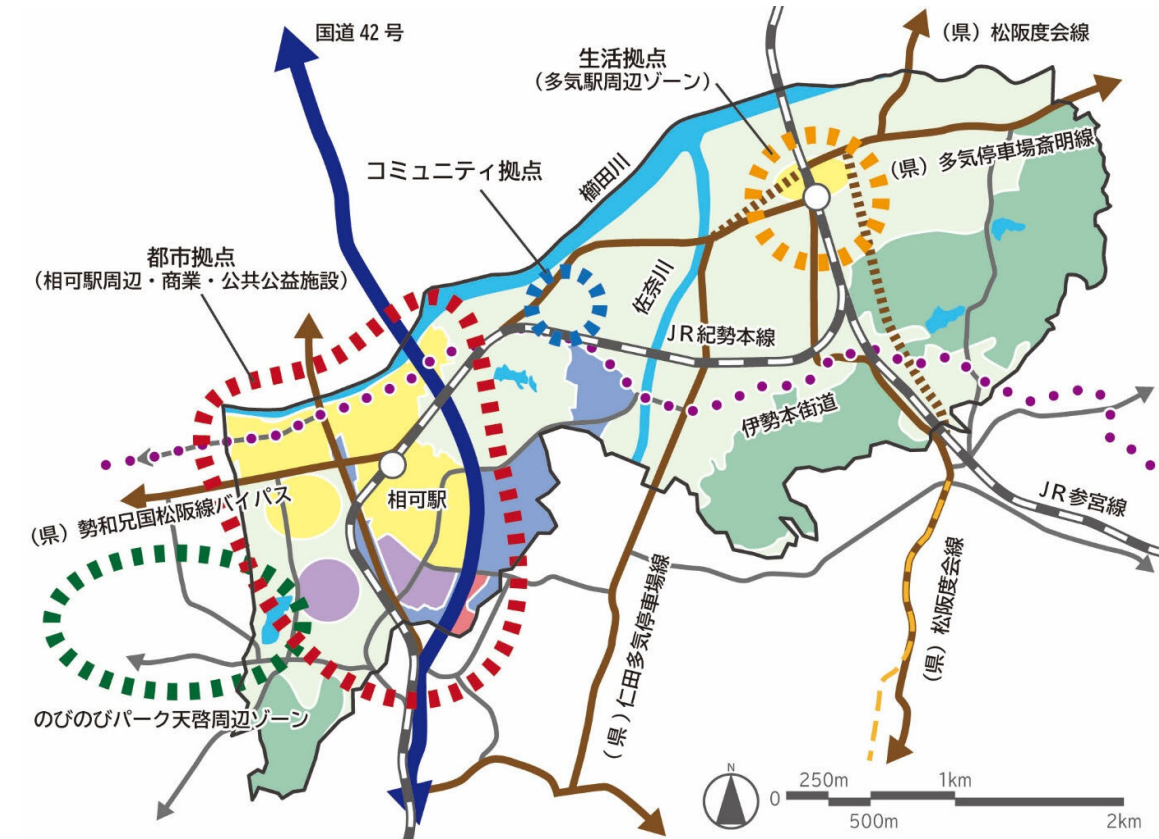 国道 42 号
(県) 松阪度会線
生活拠点
(多気駅周辺ゾーン)
コミュニティ拠点
櫛田川
(県) 多気停車場斎明線
都市拠点
(相可駅周辺・商業・公共公益施設)
佐奈川
JR紀勢本線
伊勢本街道
相可駅
(県) 勢和兄国松阪線バイパス
JR参宮線
(県) 仁田多気停車場線
(県) 松阪度会線
のびのびパーク天啓周辺ゾーン
N
0 250m 1km
500m 2km